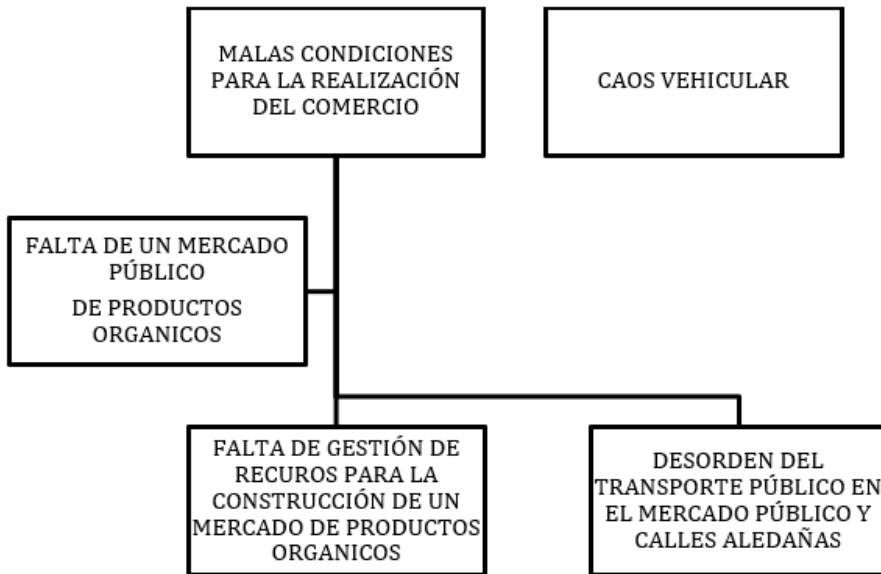 MALAS CONDICIONES
PARA LA REALIZACIÓN
DEL COMERCIO
CAOS VEHICULAR
FALTA DE UN MERCADO
PÚBLICO
DE PRODUCTOS
ORGANICOS
FALTA DE GESTIÓN DE
RECUROS PARA LA
CONSTRUCCIÓN DE UN
MERCADO DE PRODUCTOS
ORGANICOS
DESORDEN DEL
TRANSPORTE PÚBLICO EN
EL MERCADO PÚBLICO Y
CALLES ALEDAÑAS